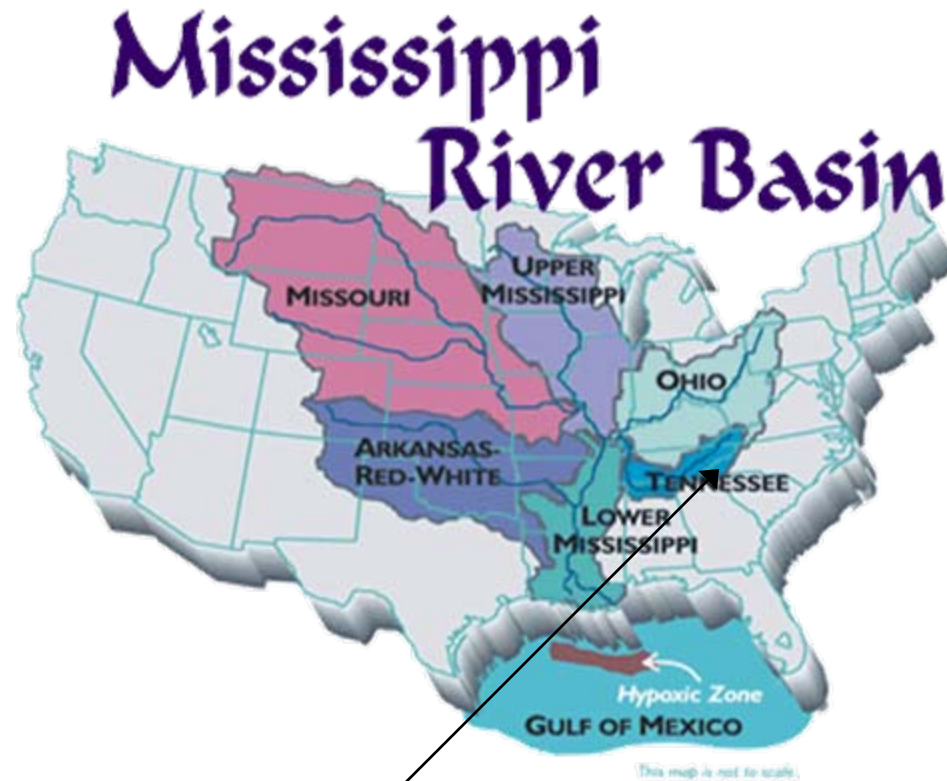 Mississippi
River Basin
UPPER
MISSISSIPPI
MISSOURI
OHIO
ARKANSAS-
RED-WHITE
TENNESSEE
LOWER
MISSISSIPPI
Hypoxic Zone
GULF OF MEXICO
This map is not to scale.